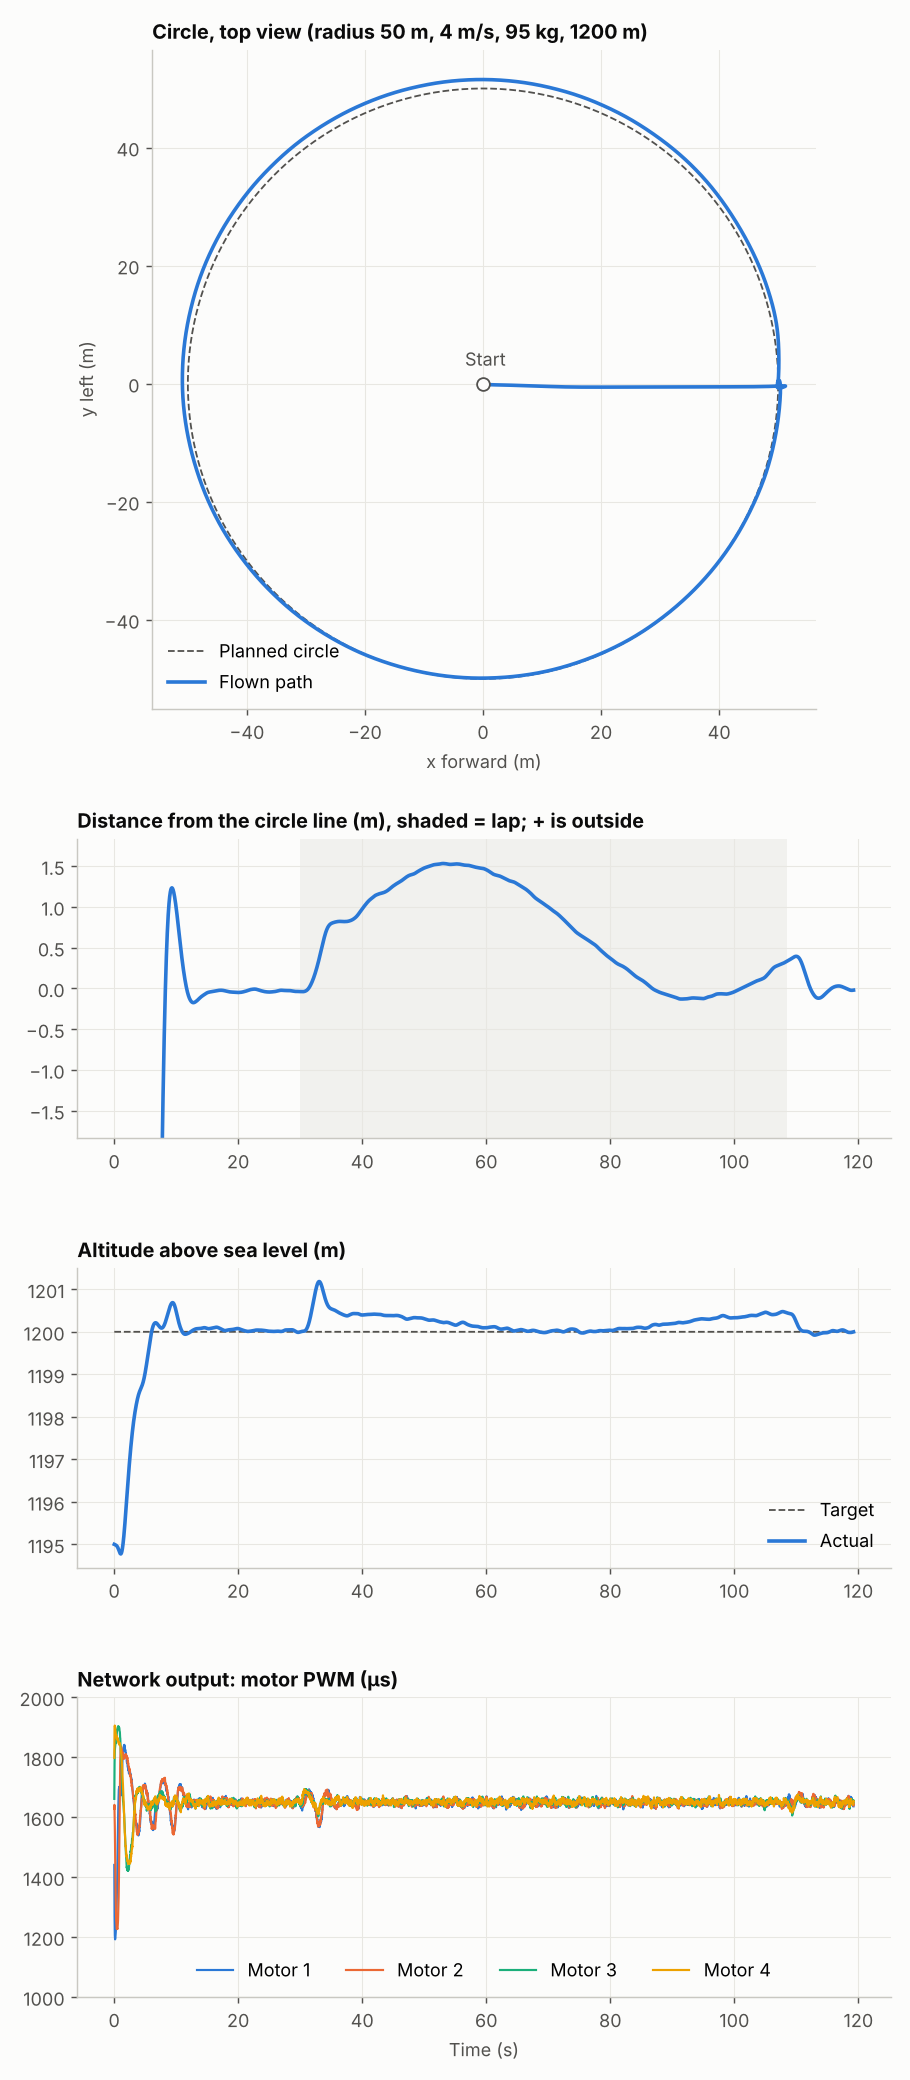 Circle, top view (radius 50 m, 4 m/s, 95 kg, 1200 m)
40
20
0
−20
−40
y left (m)
Start
Planned circle
Flown path
−40 −20 0 20 40
x forward (m)
Distance from the circle line (m), shaded = lap; + is outside
1.5
1.0
0.5
0.0
−0.5
−1.0
−1.5
0 20 40 60 80 100 120
Altitude above sea level (m)
1201
1200
1199
1198
1197
1196
1195
Target
Actual
0 20 40 60 80 100 120
Network output: motor PWM (µs)
2000
1800
1600
1400
1200
1000
Motor 1 Motor 2 Motor 3 Motor 4
0 20 40 60 80 100 120
Time (s)